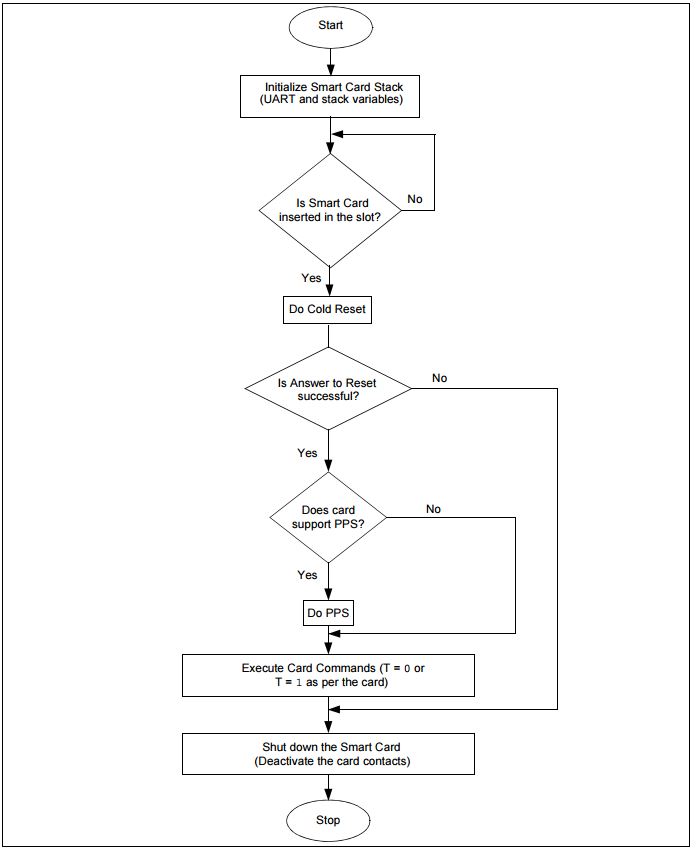 Start
Initialize Smart Card Stack
(UART and stack variables)
Is Smart Card
inserted in the slot?
No
Yes
Do Cold Reset
Is Answer to Reset
successful?
No
Yes
Does card
support PPS?
No
Yes
Do PPS
Execute Card Commands (T = 0 or
T = 1 as per the card)
Shut down the Smart Card
(Deactivate the card contacts)
Stop